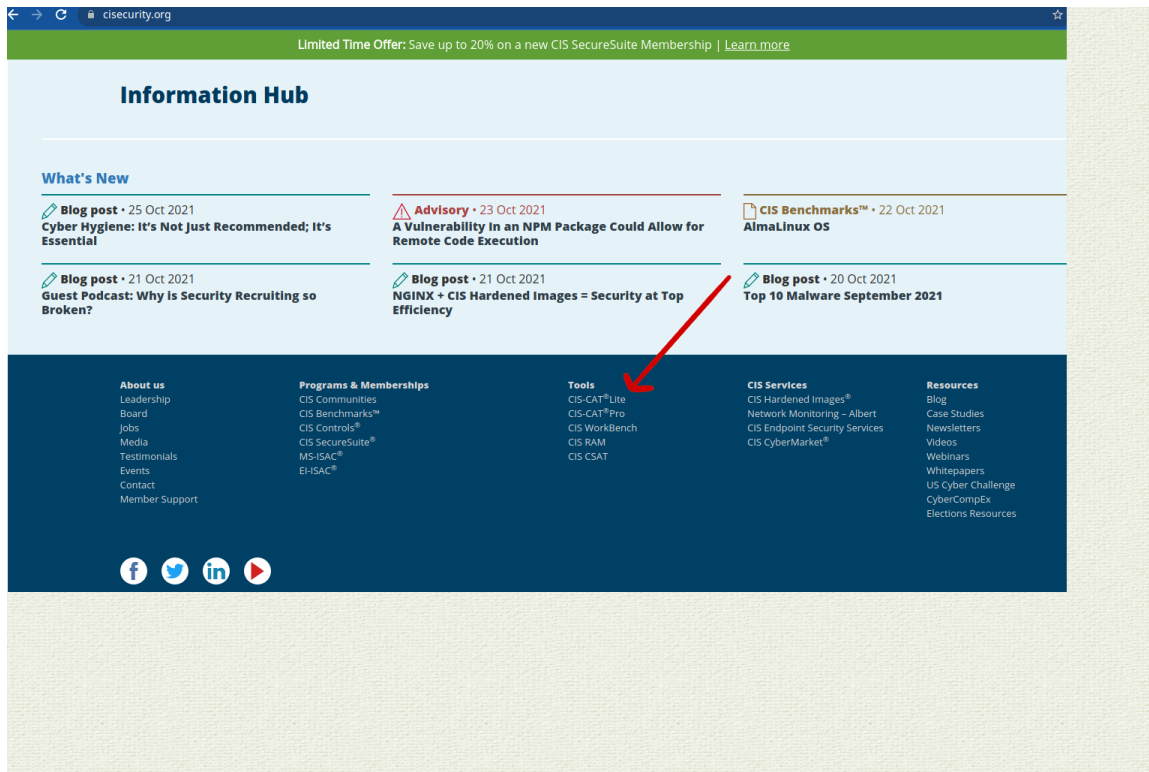 cisecurity.org
Limited Time Offer: Save up to 20% on a new CIS SecureSuite Membership | Learn more
Information Hub
What's New
Blog post • 25 Oct 2021
Cyber Hygiene: It's Not Just Recommended; It's
Essential
Advisory • 23 Oct 2021
A Vulnerability In an NPM Package Could Allow for
Remote Code Execution
CIS Benchmarks™ • 22 Oct 2021
AlmaLinux OS
Blog post • 21 Oct 2021
Guest Podcast: Why is Security Recruiting so
Broken?
Blog post • 21 Oct 2021
NGINX + CIS Hardened Images = Security at Top
Efficiency
Blog post • 20 Oct 2021
Top 10 Malware September 2021
About us
Leadership
Board
Jobs
Media
Testimonials
Events
Contact
Member Support
Programs & Memberships
CIS Communities
CIS Benchmarks™
CIS Controls®
CIS SecureSuite®
MS-ISAC®
EI-ISAC®
Tools
CIS-CAT®Lite
CIS-CAT®Pro
CIS WorkBench
CIS RAM
CIS CSAT
CIS Services
CIS Hardened Images®
Network Monitoring – Albert
CIS Endpoint Security Services
CIS CyberMarket®
Resources
Blog
Case Studies
Newsletters
Videos
Webinars
Whitepapers
US Cyber Challenge
CyberCompEx
Elections Resources
f
in